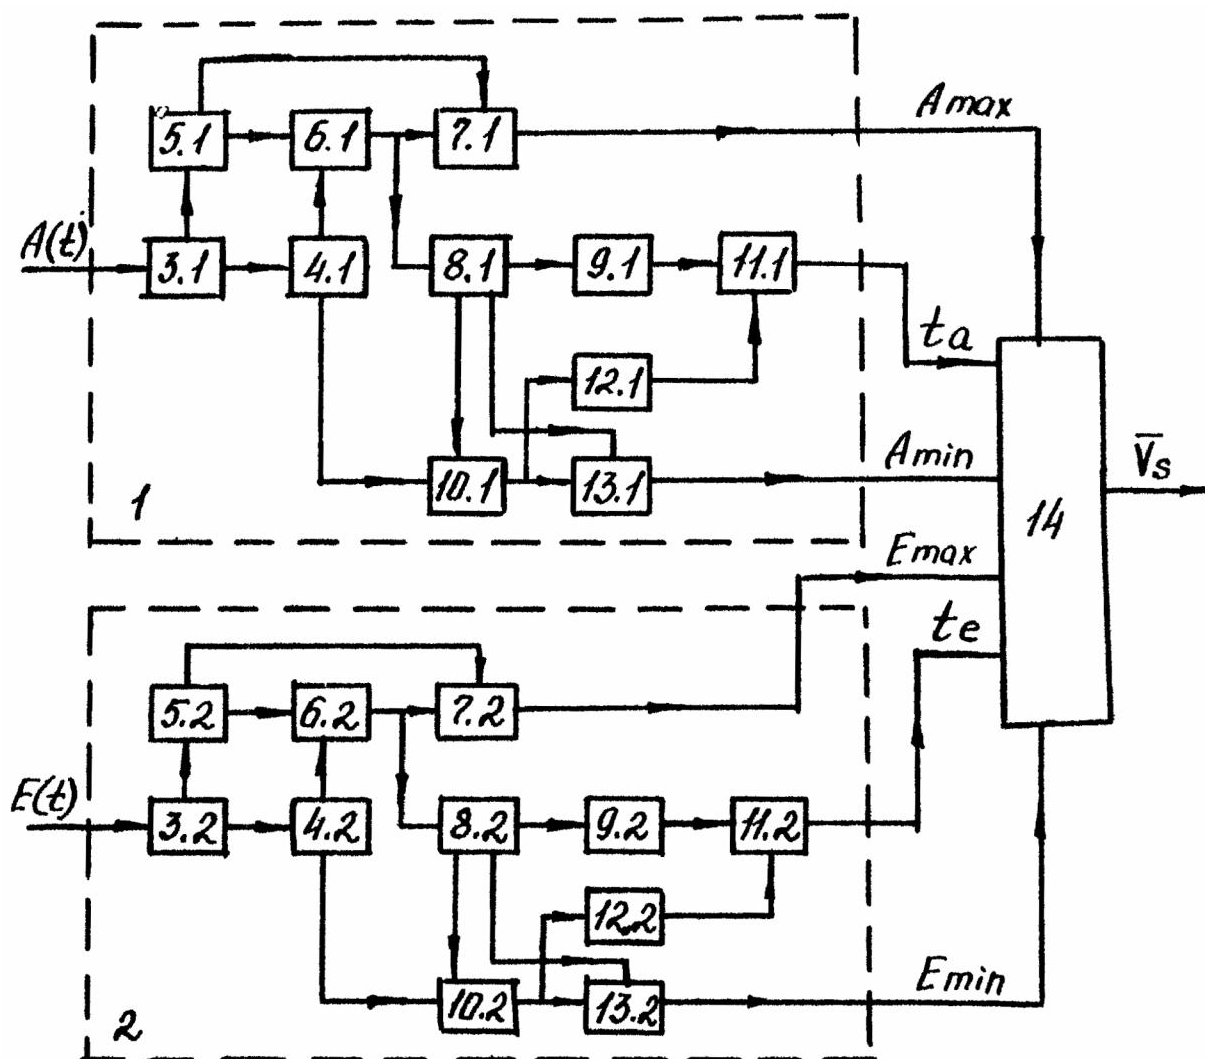 Amax
5.1 6.1 7.1
A(t)
3.1 4.1 8.1 9.1 11.1
ta
12.1
Amin
10.1 13.1
V̅s
1
14
Emax
te
5.2 6.2 7.2
E(t)
3.2 4.2 8.2 9.2 11.2
12.2
Emin
10.2 13.2
2